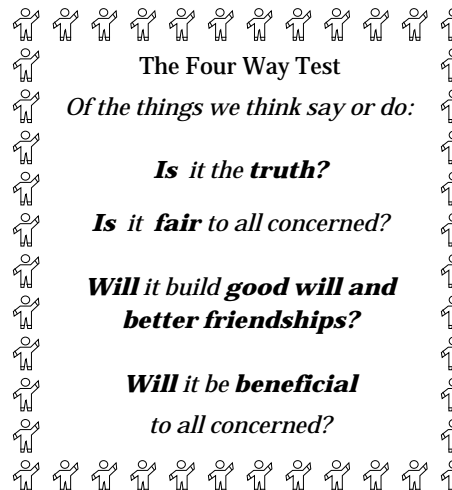 The Four Way Test
Of the things we think say or do:
Is it the truth?
Is it fair to all concerned?
Will it build good will and
better friendships?
Will it be beneficial
to all concerned?